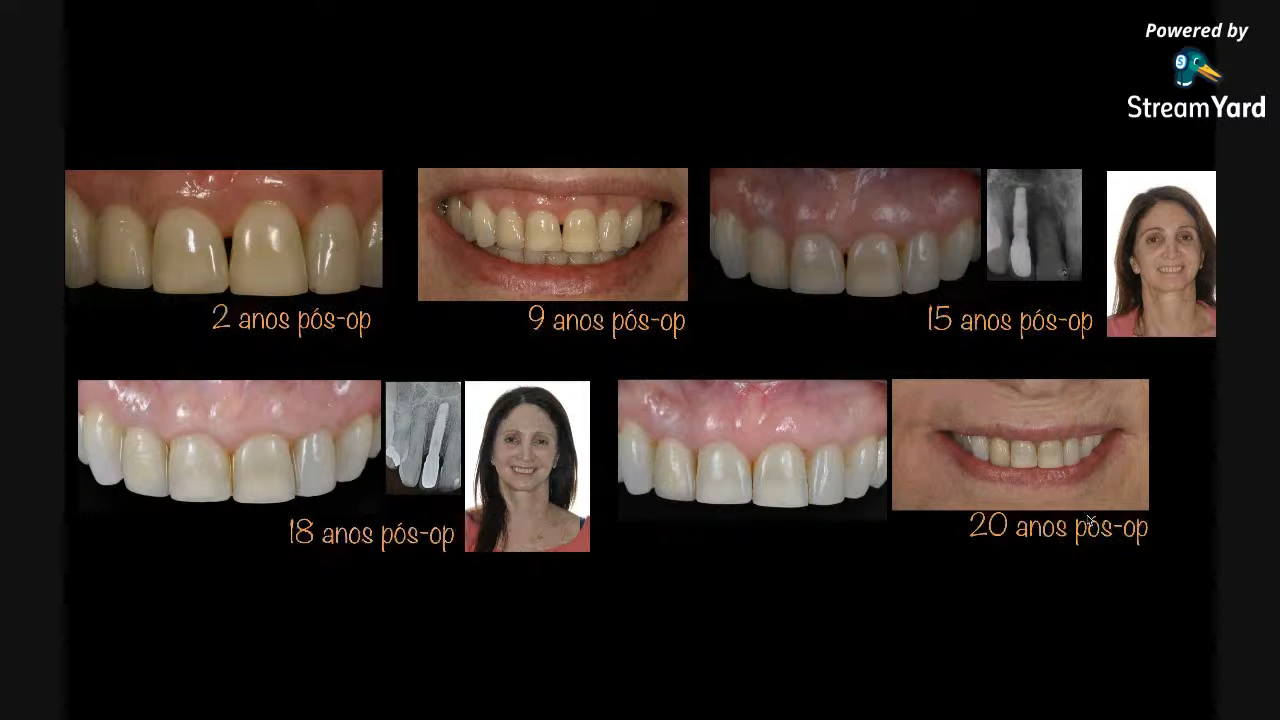 Powered by
StreamYard
2 anos pós-op
9 anos pós-op
15 anos pós-op
18 anos pós-op
20 anos pós-op